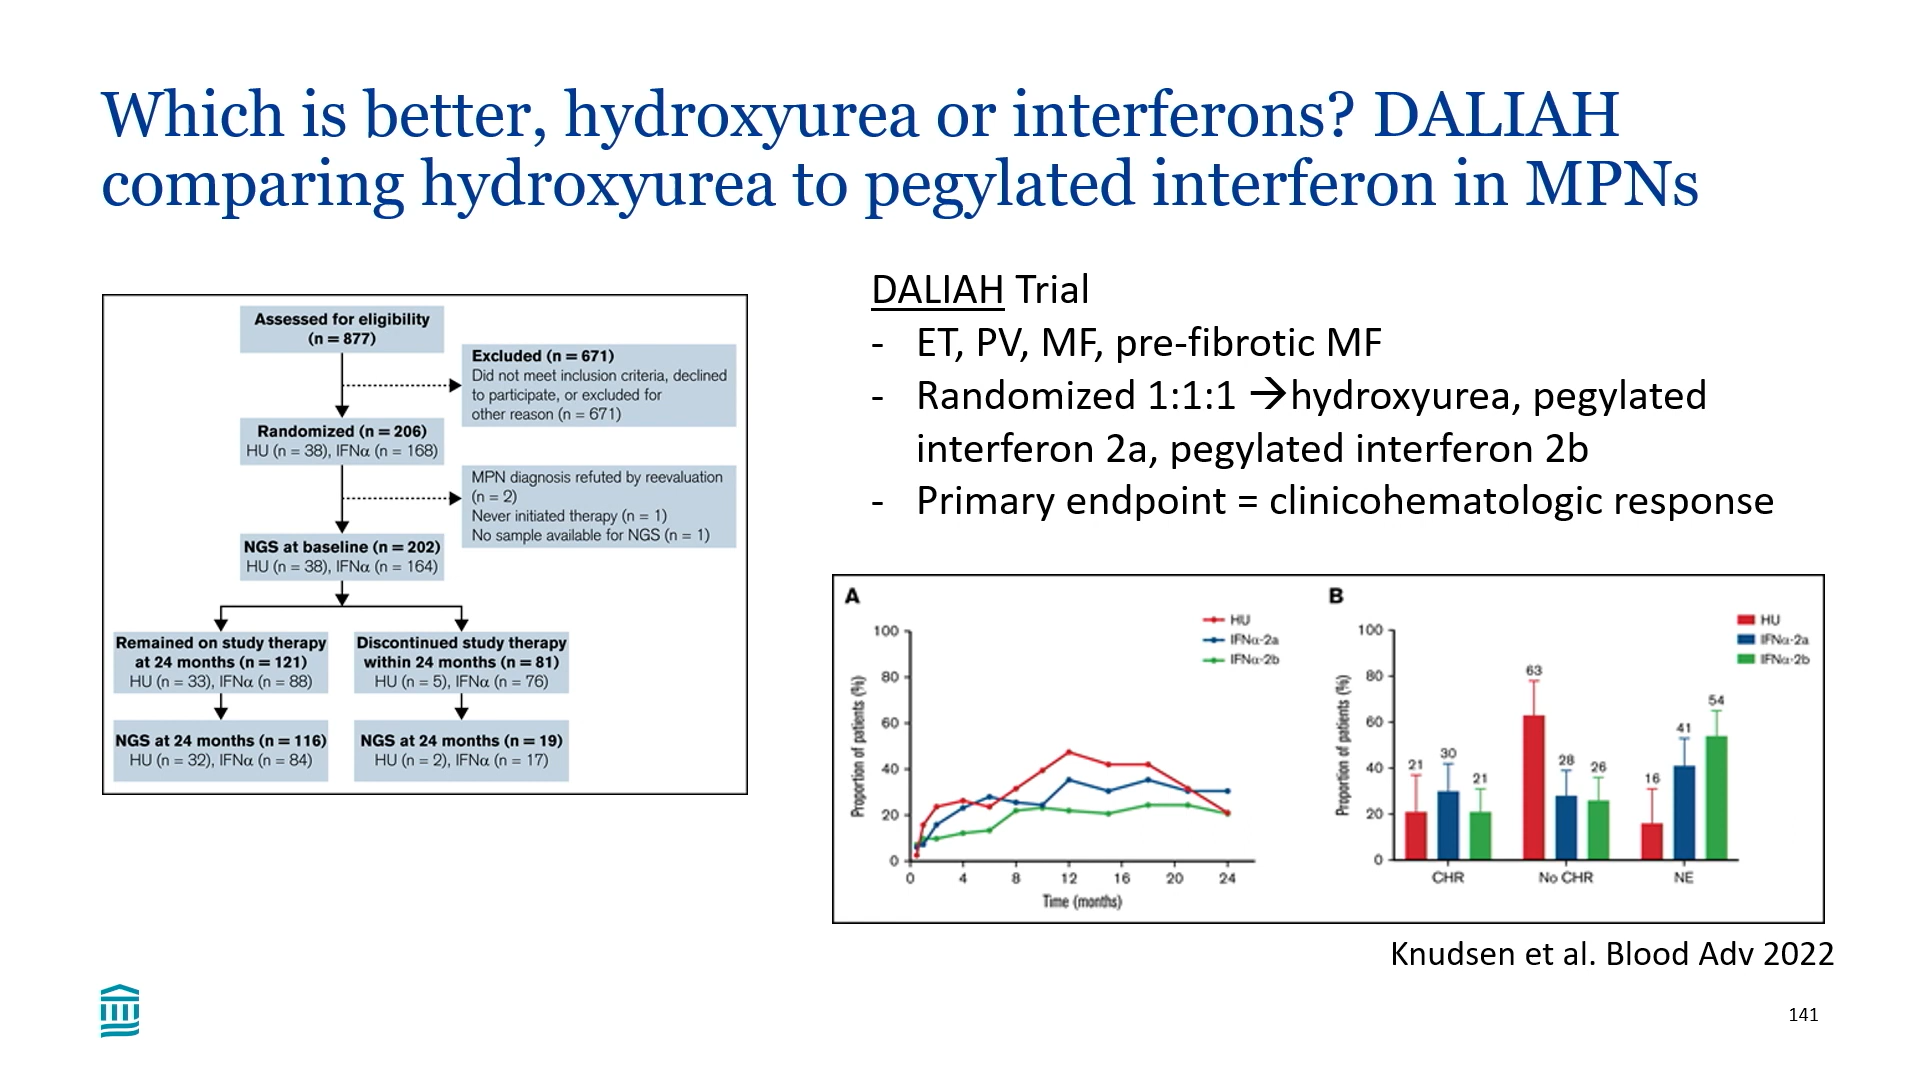 Which is better, hydroxyurea or interferons? DALIAH
comparing hydroxyurea to pegylated interferon in MPNs
Assessed for eligibility
(n = 877)
Excluded (n = 671)
Did not meet inclusion criteria, declined
to participate, or excluded for
other reason (n = 671)
Randomized (n = 206)
HU (n = 38), IFNα (n = 168)
MPN diagnosis refuted by reevaluation
(n = 2)
Never initiated therapy (n = 1)
No sample available for NGS (n = 1)
NGS at baseline (n = 202)
HU (n = 38), IFNα (n = 164)
Remained on study therapy
at 24 months (n = 121)
HU (n = 33), IFNα (n = 88)
Discontinued study therapy
within 24 months (n = 81)
HU (n = 5), IFNα (n = 76)
NGS at 24 months (n = 116)
HU (n = 32), IFNα (n = 84)
NGS at 24 months (n = 19)
HU (n = 2), IFNα (n = 17)
DALIAH Trial
- ET, PV, MF, pre-fibrotic MF
- Randomized 1:1:1 →hydroxyurea, pegylated
interferon 2a, pegylated interferon 2b
- Primary endpoint = clinicohematologic response
A
HU
IFNα-2a
IFNα-2b
Proportion of patients (%)
100
80
60
40
20
0
0 4 8 12 16 20 24
Time (months)
B
HU
IFNα-2a
IFNα-2b
Proportion of patients (%)
100
80
60
40
20
0
21 30 21
63 28 26
16 41 54
CHR No CHR NE
Knudsen et al. Blood Adv 2022
141